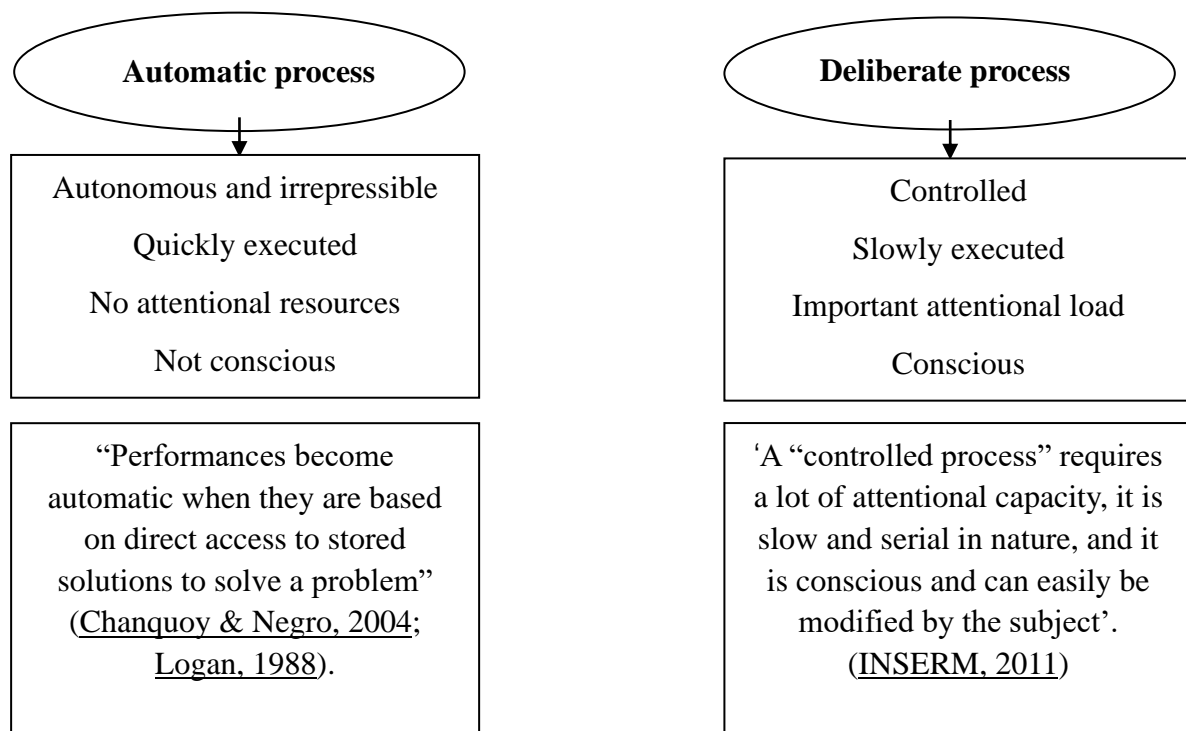 Automatic process
Autonomous and irrepressible
Quickly executed
No attentional resources
Not conscious
“Performances become
automatic when they are based
on direct access to stored
solutions to solve a problem”
(Chanquoy & Negro, 2004;
Logan, 1988).
Deliberate process
Controlled
Slowly executed
Important attentional load
Conscious
‘A “controlled process” requires
a lot of attentional capacity, it is
slow and serial in nature, and it
is conscious and can easily be
modified by the subject’.
(INSERM, 2011)